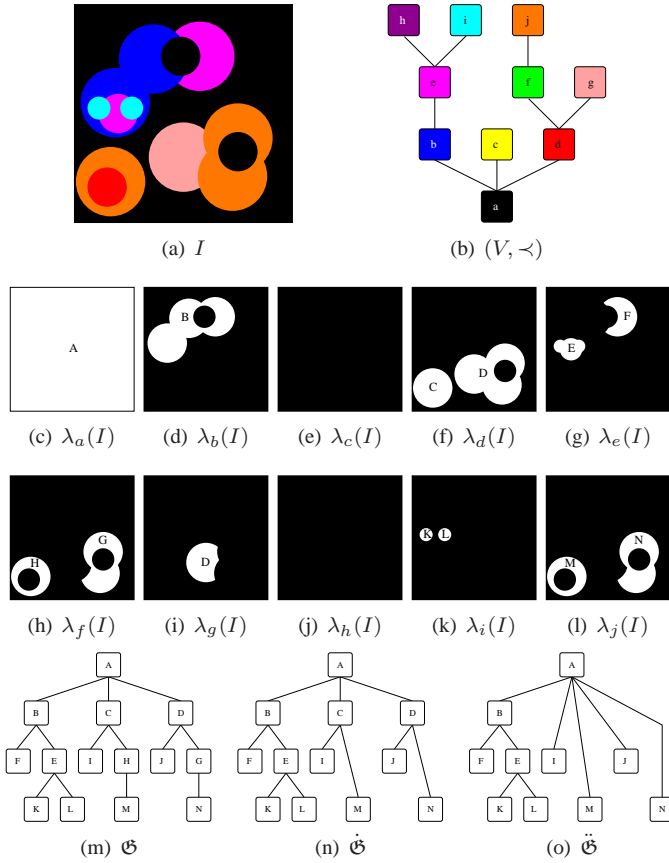 h i j
e f g
b c d
a
(a) I (b) (V, ≺)
A B C D E F
(c) λa(I) (d) λb(I) (e) λc(I) (f) λd(I) (g) λe(I)
H G D K L M N
(h) λf(I) (i) λg(I) (j) λh(I) (k) λi(I) (l) λj(I)
A A A
B C D B C D B
F E I H J G F E I J F E I J
K L M N K L M N K L M N
(m) 𝔊 (n) 𝔊̇ (o) 𝔊̈